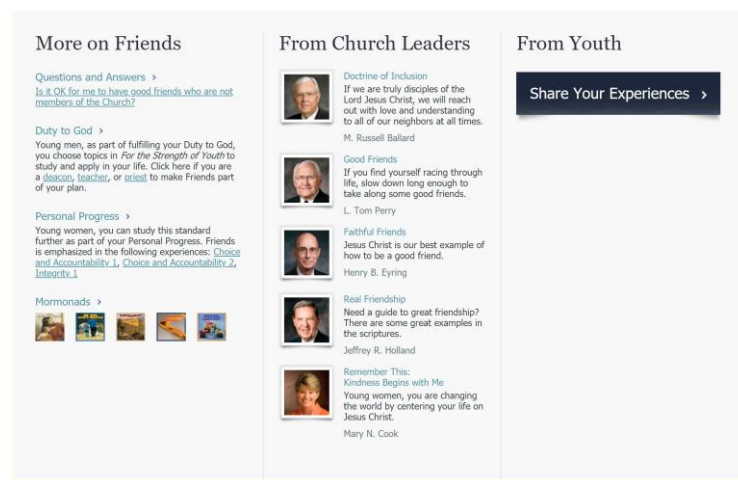 More on Friends
Questions and Answers ›
Is it OK for me to have good friends who are not
members of the Church?
Duty to God ›
Young men, as part of fulfilling your Duty to God,
you choose topics in For the Strength of Youth to
study and apply in your life. Click here if you are
a deacon, teacher, or priest to make Friends part
of your plan.
Personal Progress ›
Young women, you can study this standard
further as part of your Personal Progress. Friends
is emphasized in the following experiences: Choice
and Accountability 1, Choice and Accountability 2,
Integrity 1
Mormonads ›
From Church Leaders
Doctrine of Inclusion
If we are truly disciples of the
Lord Jesus Christ, we will reach
out with love and understanding
to all of our neighbors at all times.
M. Russell Ballard
Good Friends
If you find yourself racing through
life, slow down long enough to
take along some good friends.
L. Tom Perry
Faithful Friends
Jesus Christ is our best example of
how to be a good friend.
Henry B. Eyring
Real Friendship
Need a guide to great friendship?
There are some great examples in
the scriptures.
Jeffrey R. Holland
Remember This:
Kindness Begins with Me
Young women, you are changing
the world by centering your life on
Jesus Christ.
Mary N. Cook
From Youth
Share Your Experiences ›